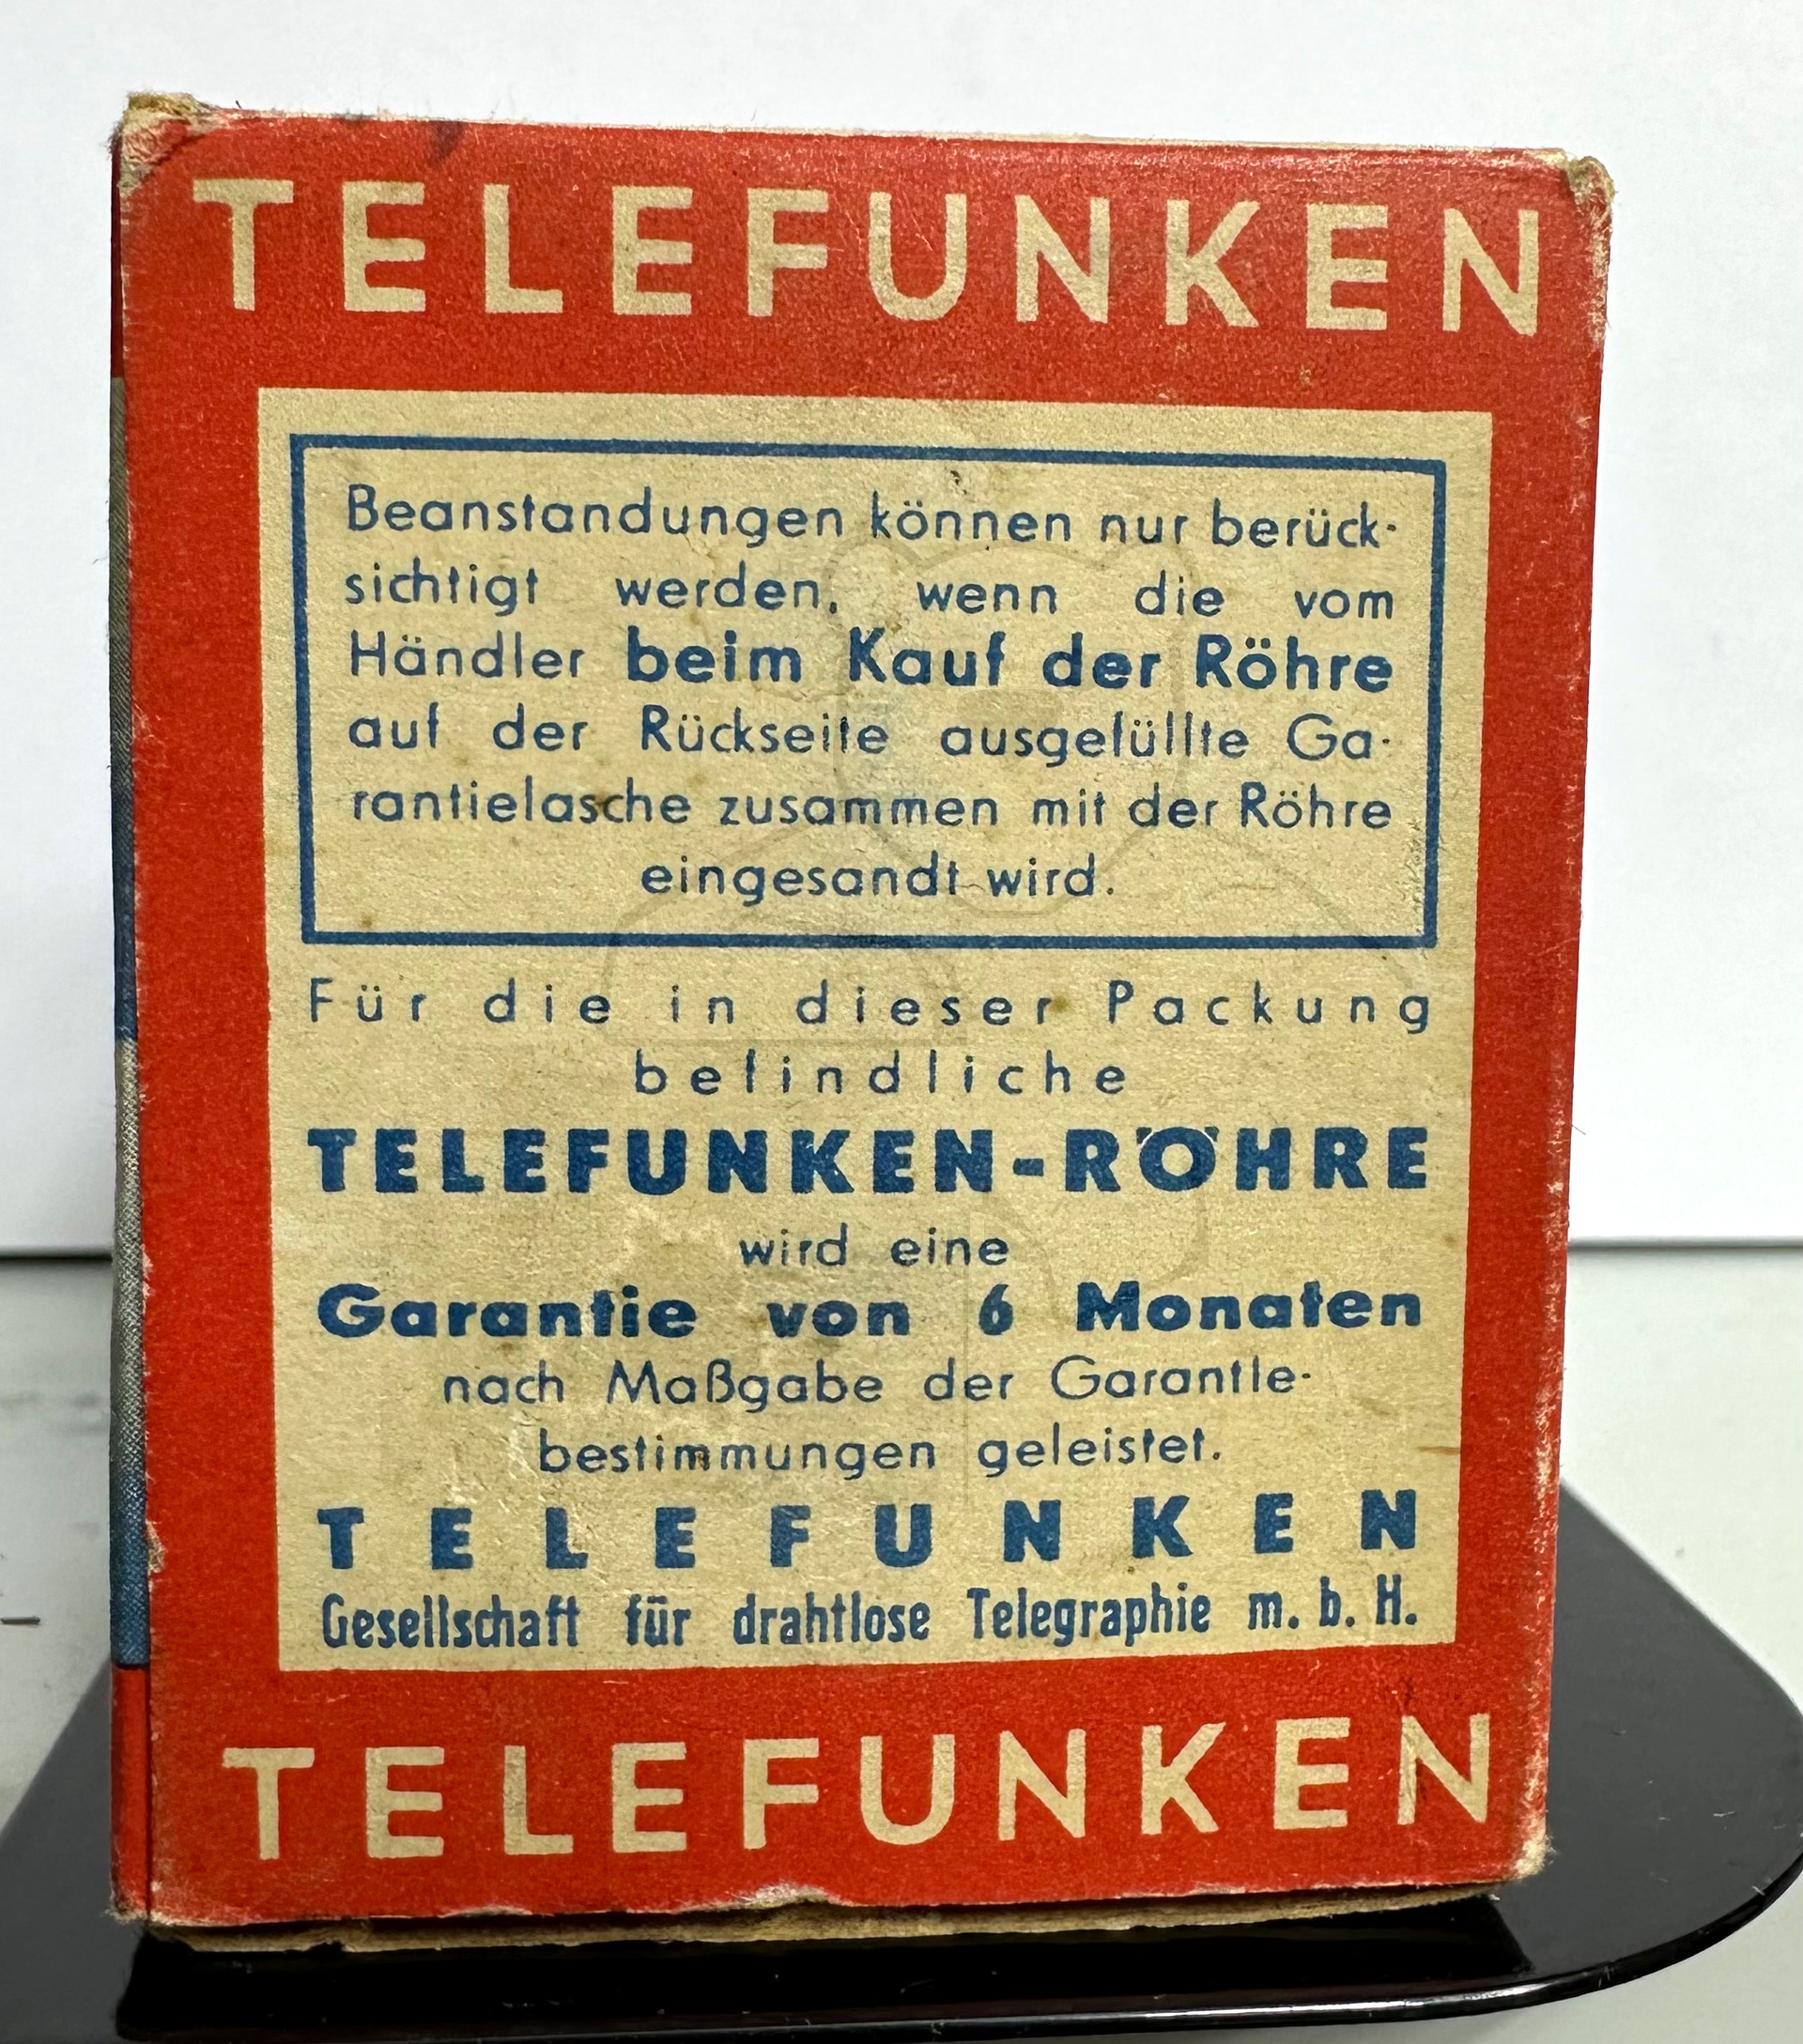 TELEFUNKEN
Beanstandungen können nur berück-
sichtigt werden, wenn die vom
Händler beim Kauf der Röhre
auf der Rückseite ausgefüllte Ga-
rantielasche zusammen mit der Röhre
eingesandt wird.
Für die in dieser Packung
befindliche
TELEFUNKEN-RÖHRE
wird eine
Garantie von 6 Monaten
nach Maßgabe der Garantie-
bestimmungen geleistet.
TELEFUNKEN
Gesellschaft für drahtlose Telegraphie m. b. H.
TELEFUNKEN